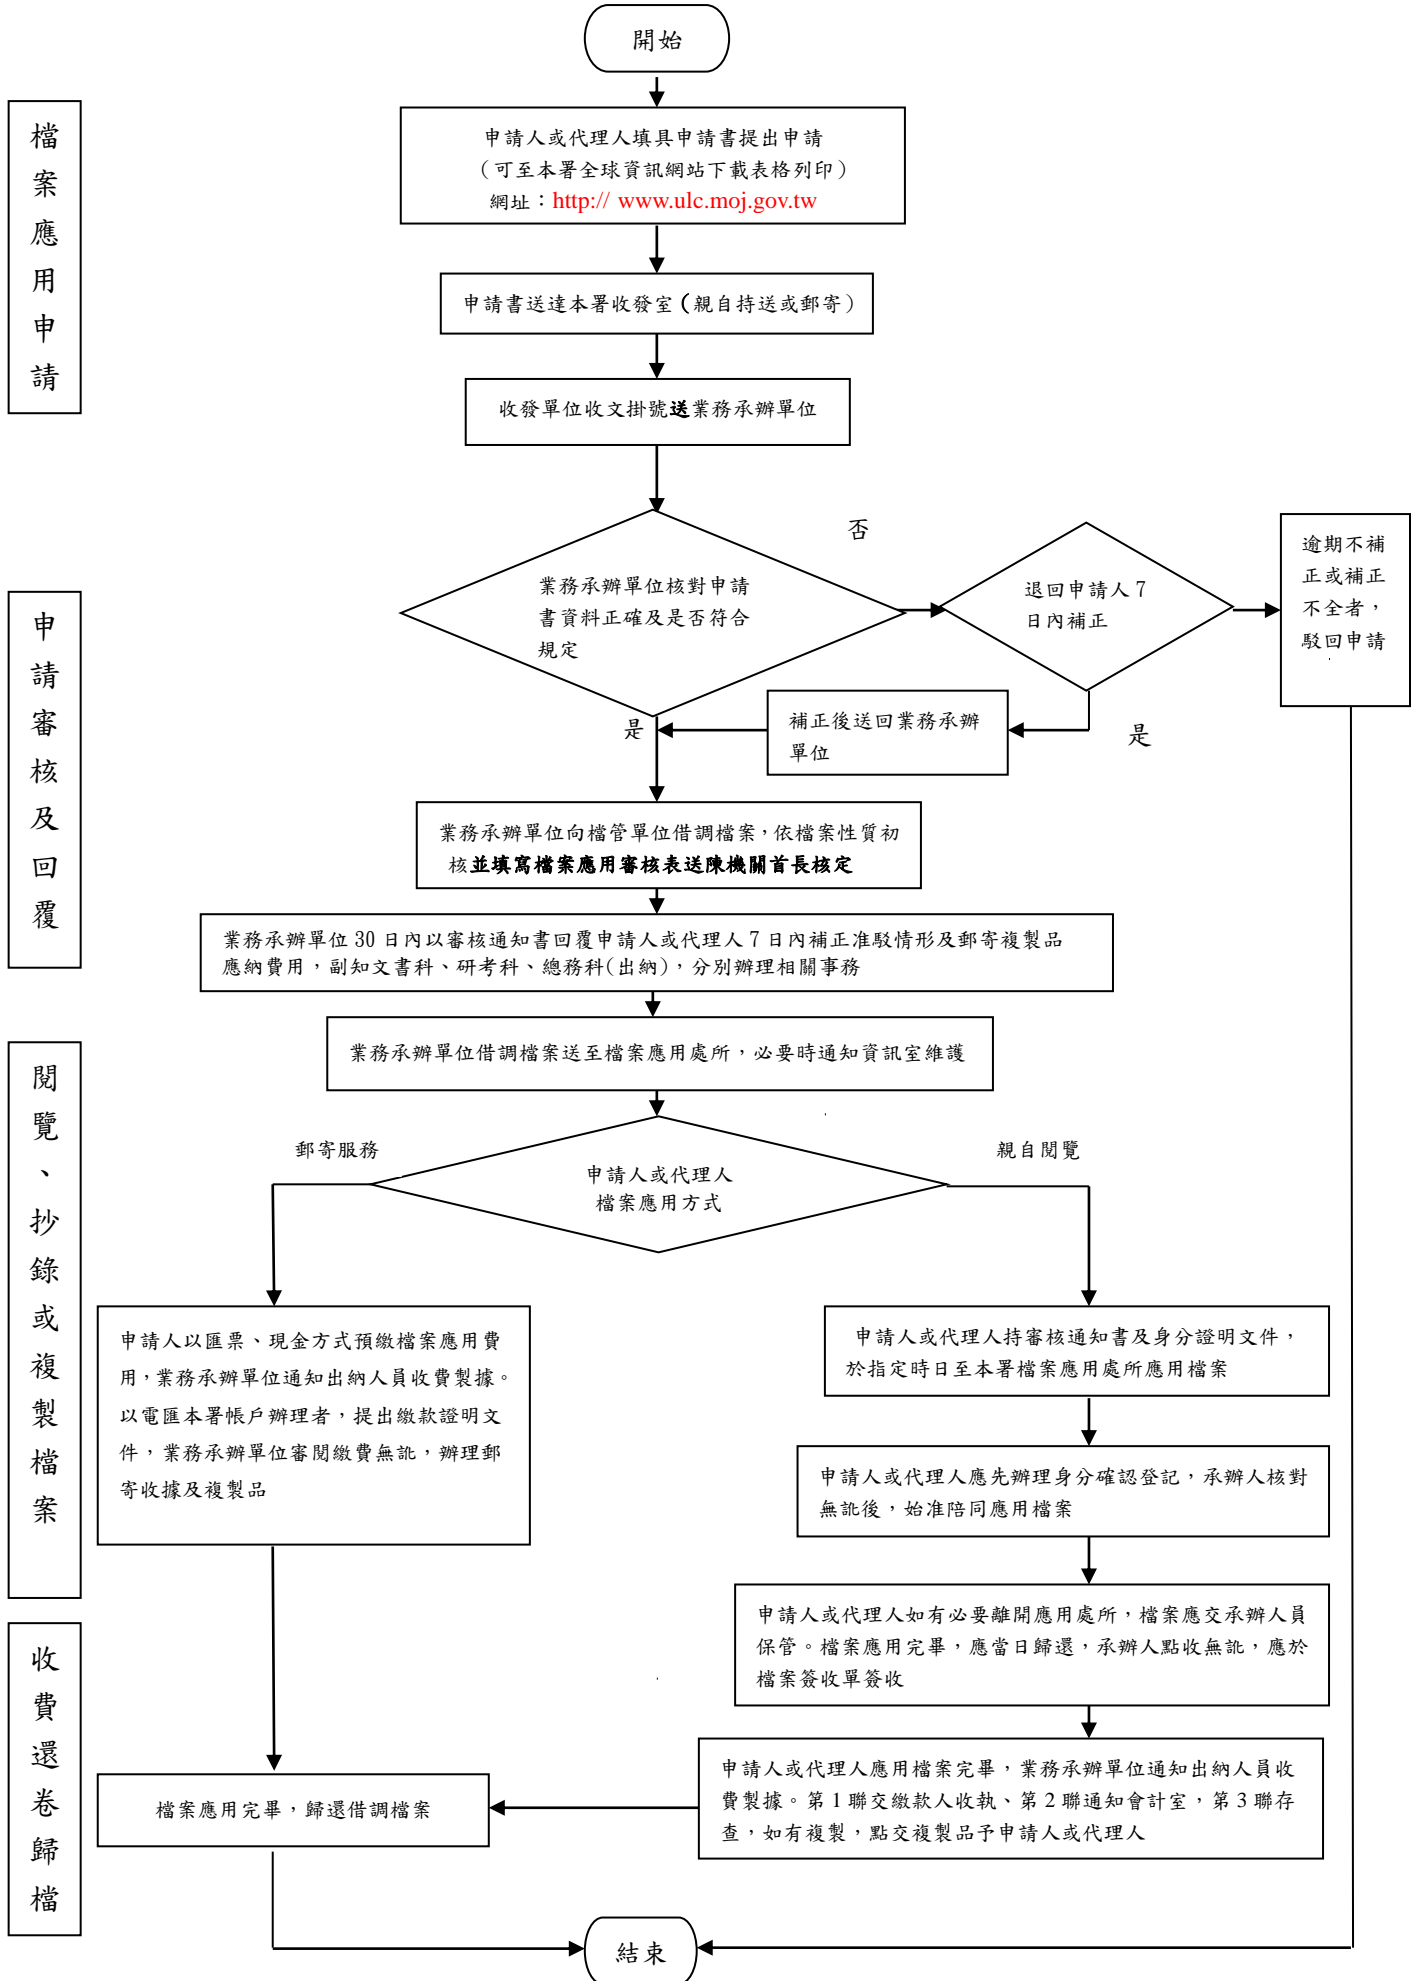 開始
檔案應用申請
申請人或代理人填具申請書提出申請
（可至本署全球資訊網站下載表格列印）
網址：http:// www.ulc.moj.gov.tw
申請書送達本署收發室（親自持送或郵寄）
收發單位收文掛號送業務承辦單位
申請審核及回覆
業務承辦單位核對申請
書資料正確及是否符合
規定
否
退回申請人 7
日內補正
逾期不補
正或補正
不全者，
駁回申請
是
補正後送回業務承辦
單位
是
業務承辦單位向檔管單位借調檔案，依檔案性質初
核並填寫檔案應用審核表送陳機關首長核定
業務承辦單位 30 日內以審核通知書回覆申請人或代理人 7 日內補正准駁情形及郵寄複製品
應納費用，副知文書科、研考科、總務科(出納)，分別辦理相關事務
閱覽、抄錄或複製檔案
業務承辦單位借調檔案送至檔案應用處所，必要時通知資訊室維護
郵寄服務
申請人或代理人
檔案應用方式
親自閱覽
申請人以匯票、現金方式預繳檔案應用費
用，業務承辦單位通知出納人員收費製據。
以電匯本署帳戶辦理者，提出繳款證明文
件，業務承辦單位審閱繳費無訛，辦理郵
寄收據及複製品
申請人或代理人持審核通知書及身分證明文件，
於指定時日至本署檔案應用處所應用檔案
申請人或代理人應先辦理身分確認登記，承辦人核對
無訛後，始准陪同應用檔案
申請人或代理人如有必要離開應用處所，檔案應交承辦人員
保管。檔案應用完畢，應當日歸還，承辦人點收無訛，應於
檔案簽收單簽收
收費還卷歸檔
申請人或代理人應用檔案完畢，業務承辦單位通知出納人員收
費製據。第 1 聯交繳款人收執、第 2 聯通知會計室，第 3 聯存
查，如有複製，點交複製品予申請人或代理人
檔案應用完畢，歸還借調檔案
結束